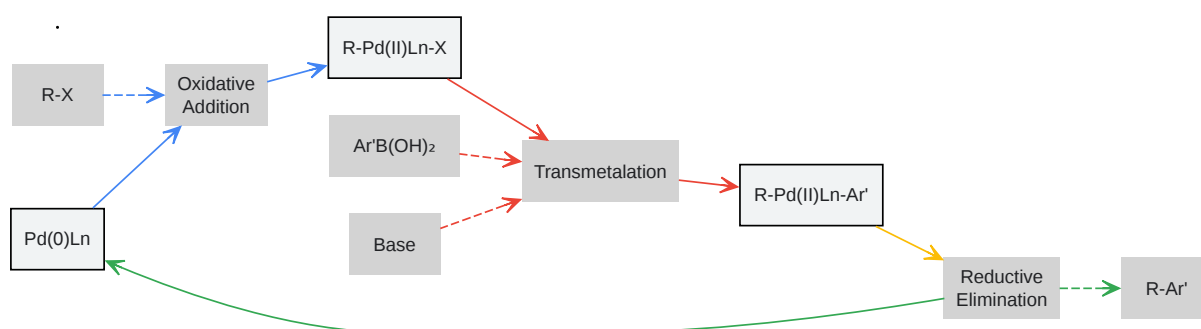 R-Pd(II)Ln-X
R-X
Oxidative
Addition
Ar'B(OH)₂
Transmetalation
R-Pd(II)Ln-Ar'
Pd(0)Ln
Base
Reductive
Elimination
R-Ar'